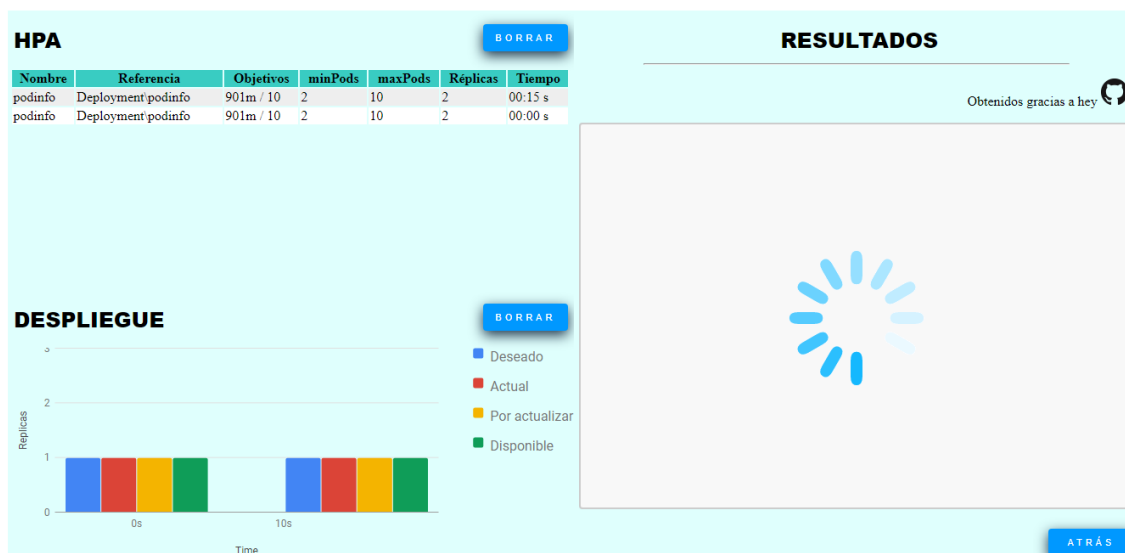 HPA
BORRAR
Nombre Referencia Objetivos minPods maxPods Réplicas Tiempo
podinfo Deployment\podinfo 901m / 10 2 10 2 00:15 s
podinfo Deployment\podinfo 901m / 10 2 10 2 00:00 s
DESPLIEGUE
BORRAR
3
2
1
0
Replicas
0s 10s
Time
Deseado
Actual
Por actualizar
Disponible
RESULTADOS
Obtenidos gracias a hey
ATRÁS